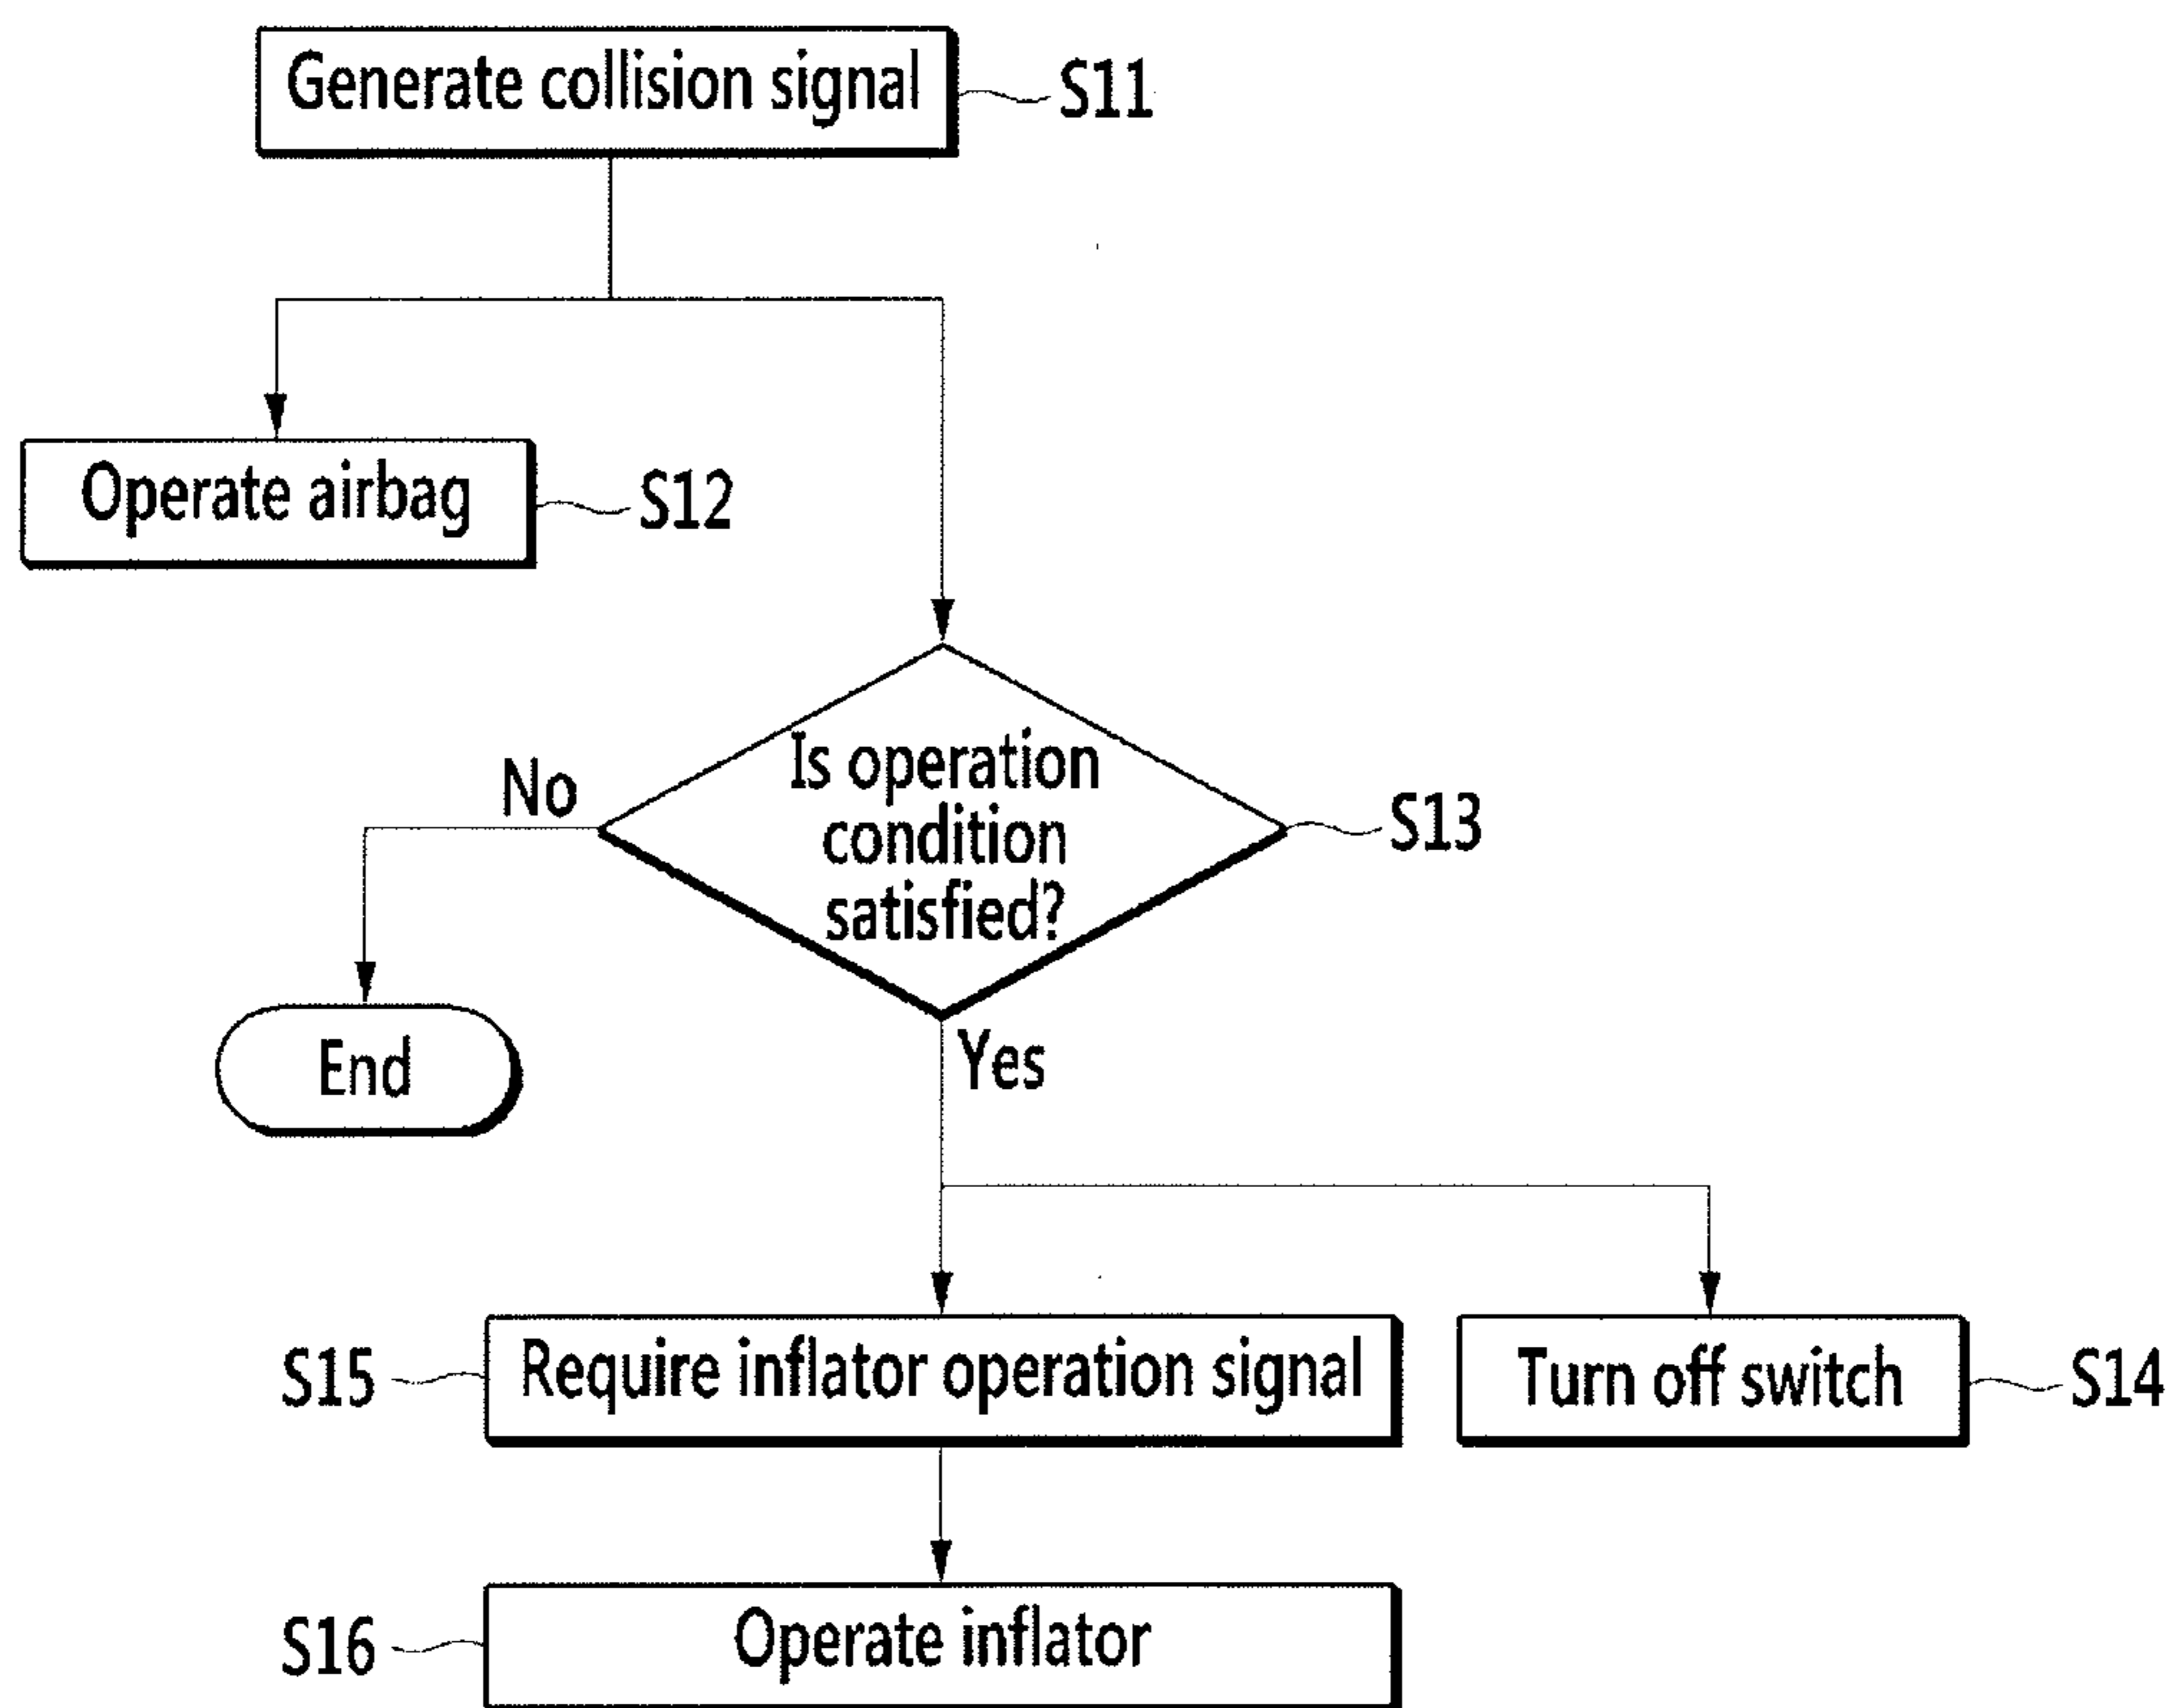 Generate collision signal
S11
Operate airbag
S12
Is operation
condition
satisfied?
S13
No
End
Yes
S15
Require inflator operation signal
Turn off switch
S14
S16
Operate inflator